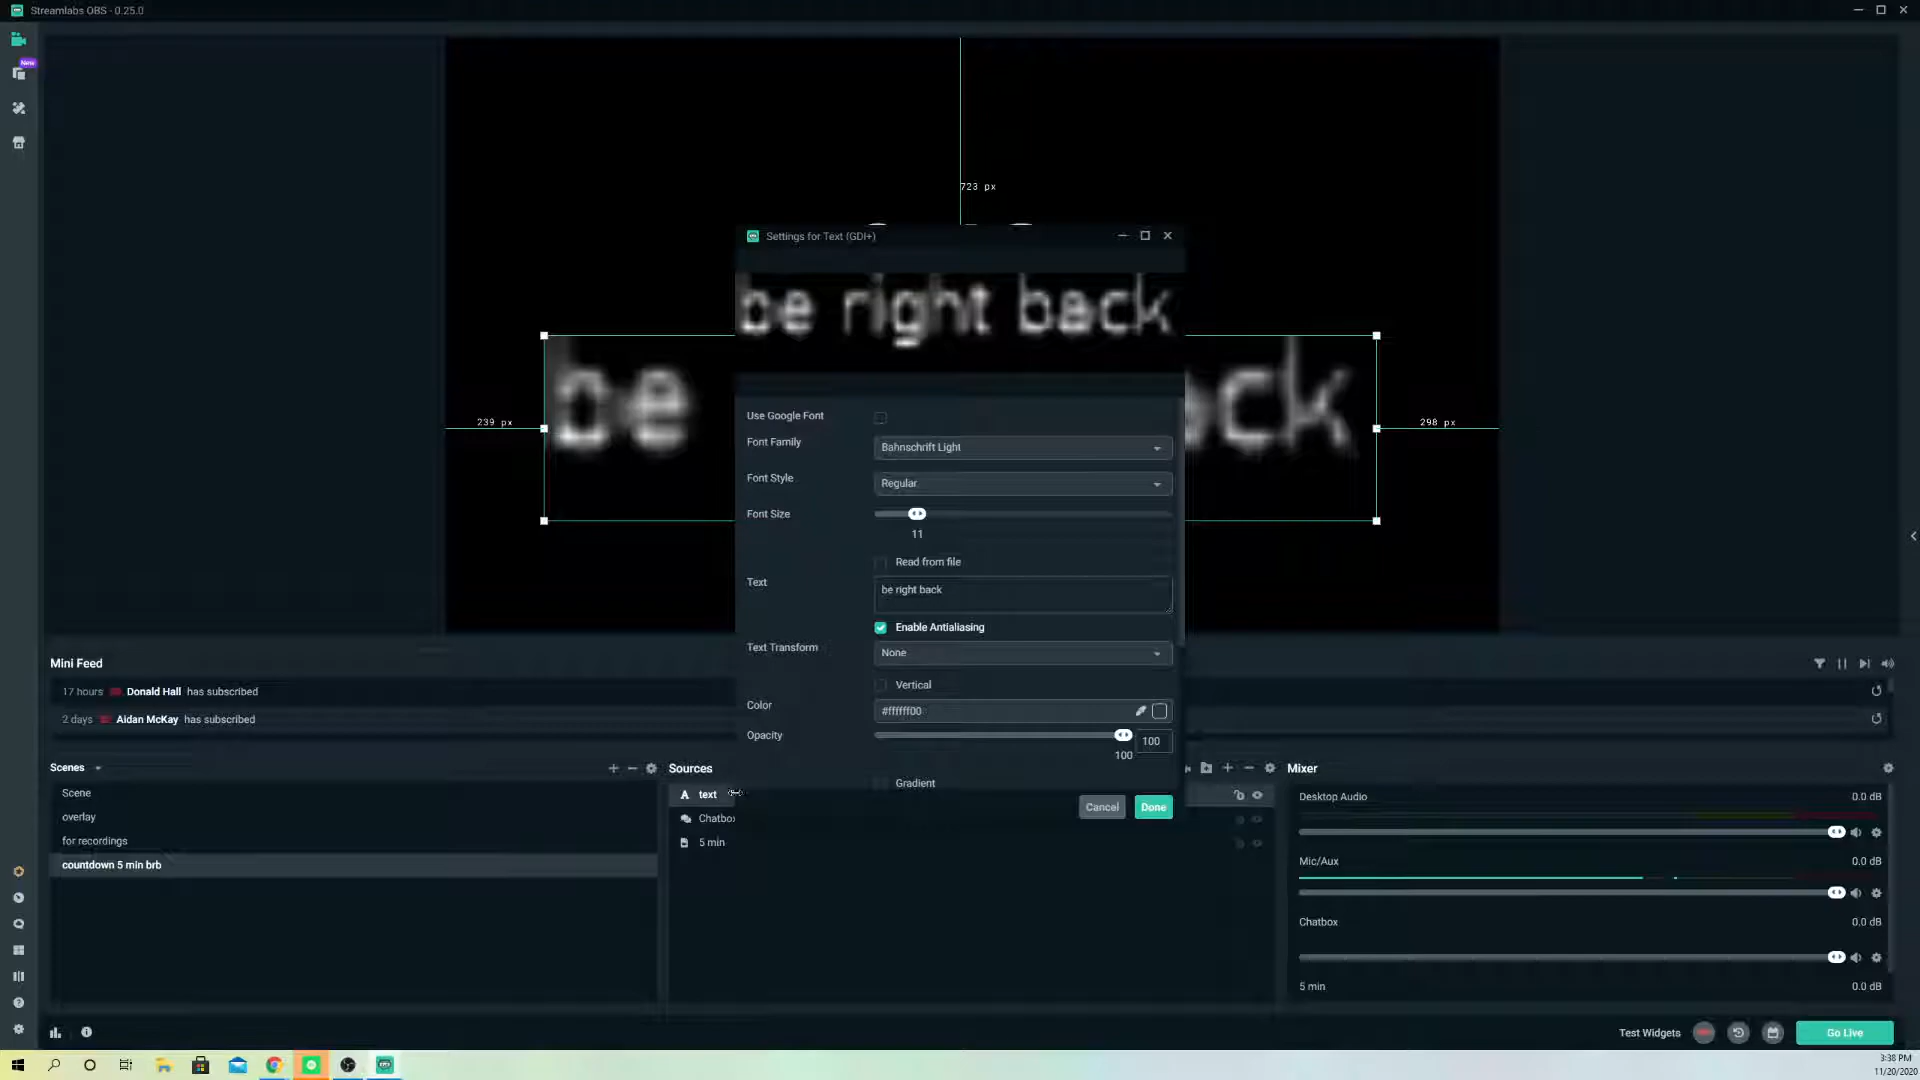 Streamlabs OBS - 0.25.0
New
723 px
Settings for Text (GDI+)
be right back
be
ack
239 px
298 px
Use Google Font
Font Family
Bahnschrift Light
Font Style
Regular
Font Size
11
Read from file
Text
be right back
Enable Antialiasing
Text Transform
None
Vertical
Color
#ffffff00
Opacity
100
100
Gradient
Cancel
Done
Mini Feed
17 hours Donald Hall has subscribed
2 days Aidan McKay has subscribed
Scenes
Scene
overlay
for recordings
countdown 5 min brb
Sources
A text
Chatbox
5 min
Mixer
Desktop Audio 0.0 dB
Mic/Aux 0.0 dB
Chatbox 0.0 dB
5 min 0.0 dB
Test Widgets
Go Live
3:38 PM
11/20/2020